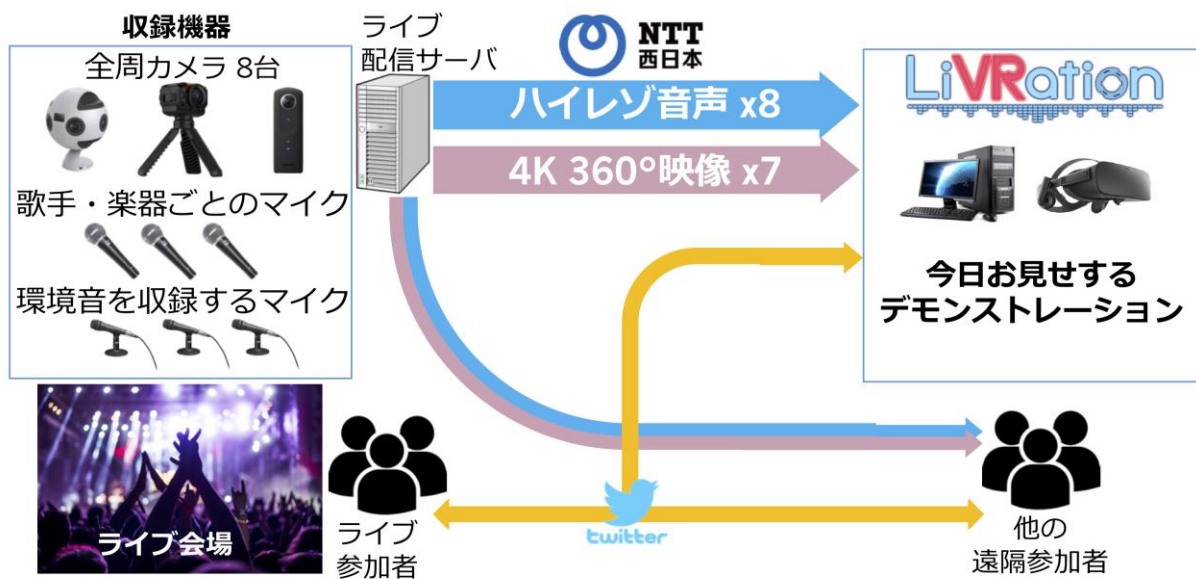 収録機器
全周カメラ 8台
歌手・楽器ごとのマイク
環境音を収録するマイク
ライブ会場
ライブ
配信サーバ
NTT
西日本
ハイレゾ音声 x8
4K 360°映像 x7
LiVRation
今日お見せする
デモンストレーション
ライブ
参加者
twitter
他の
遠隔参加者